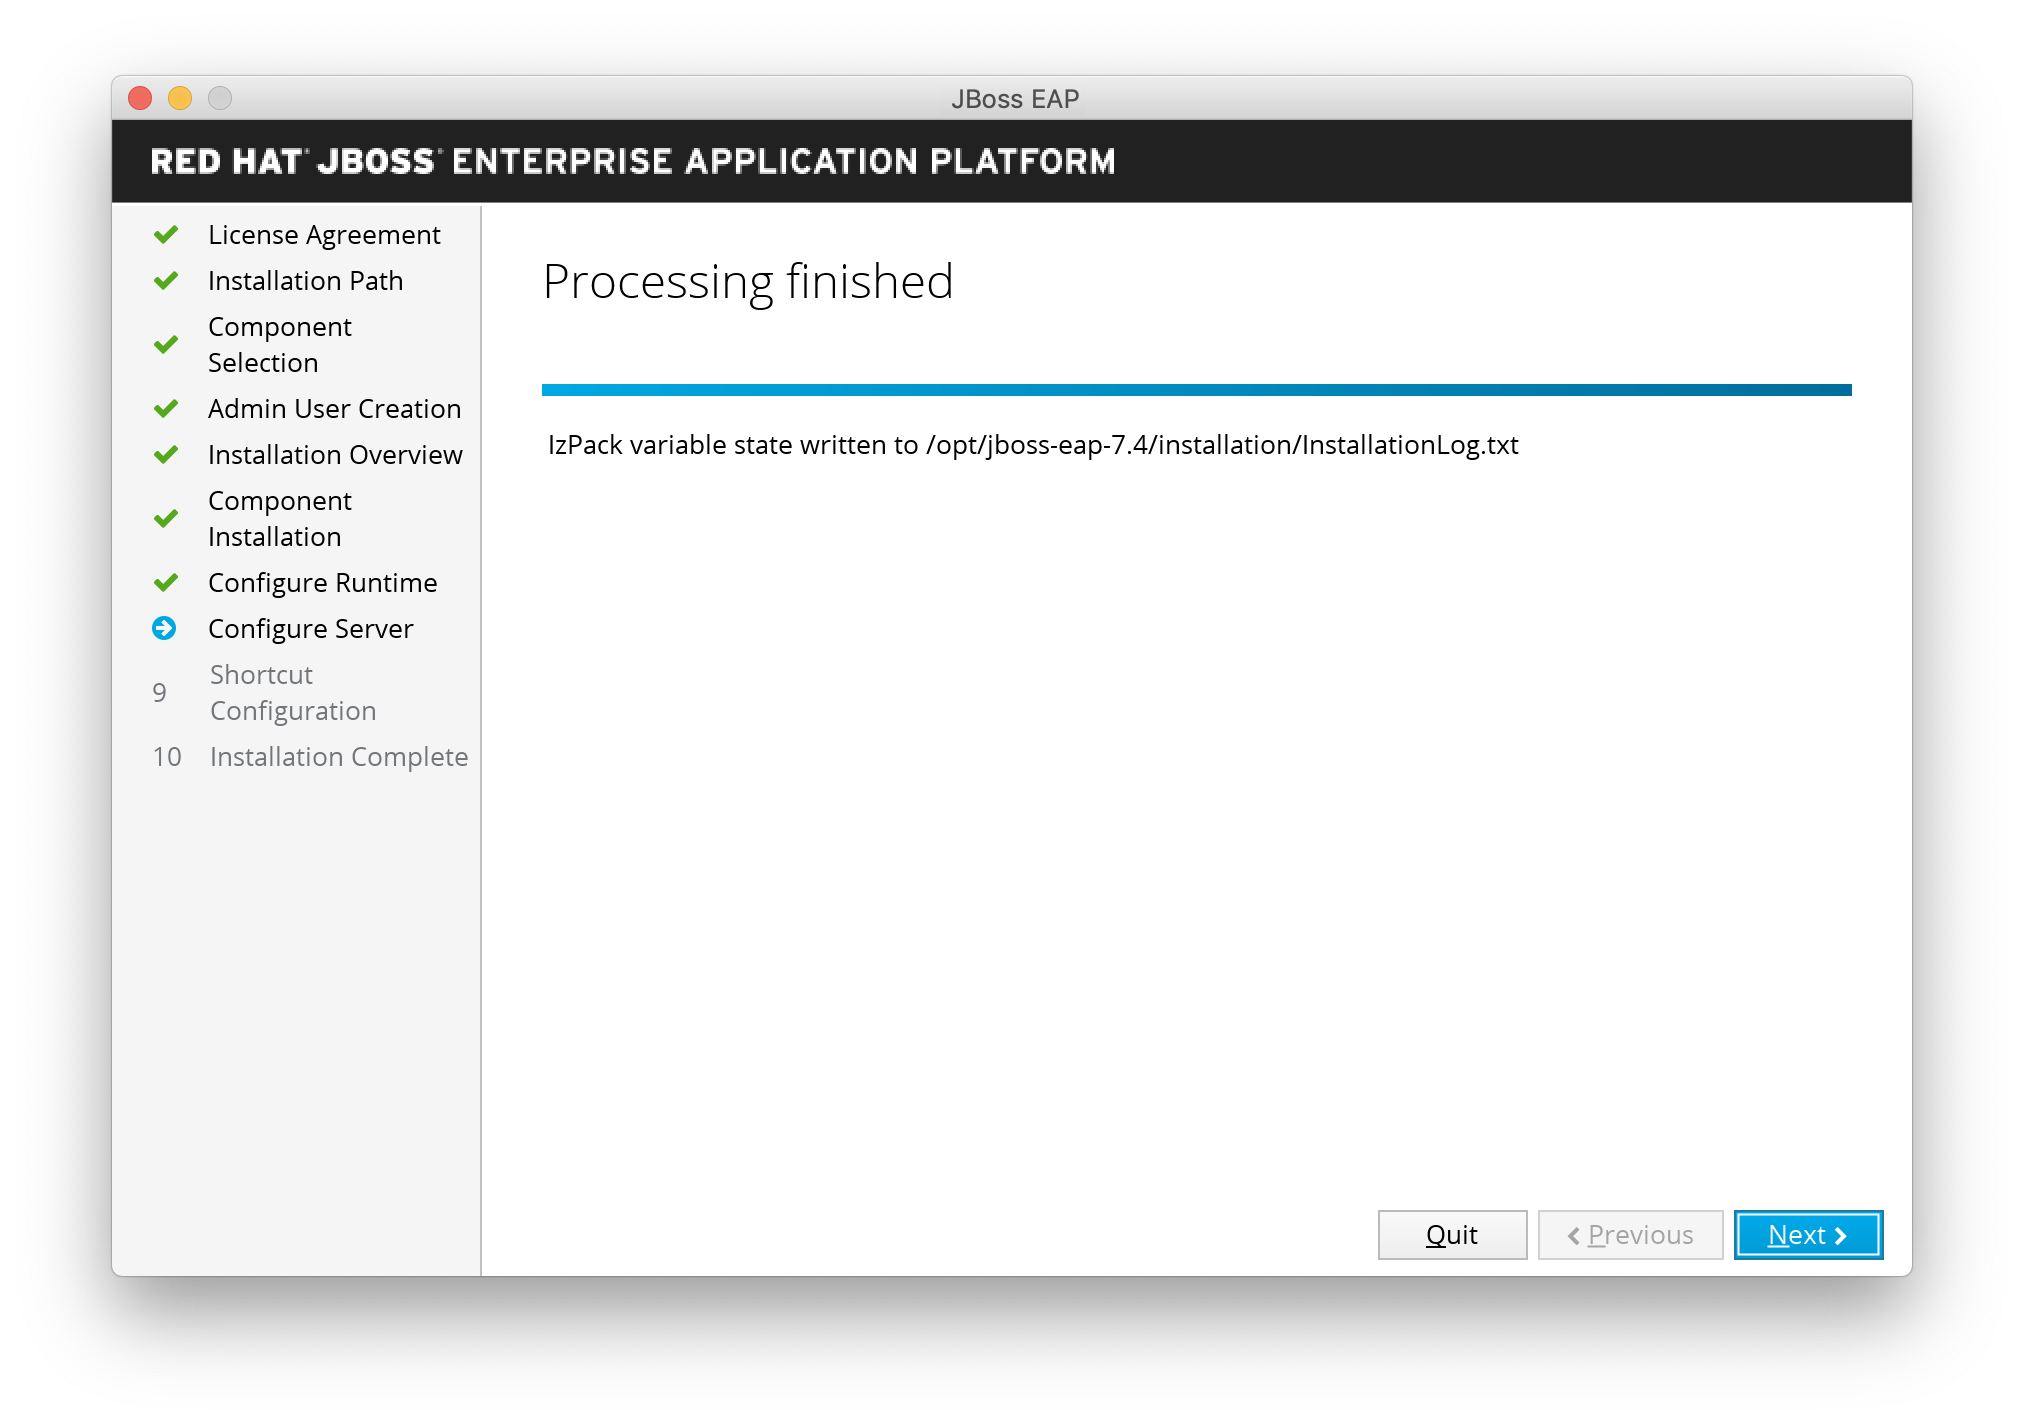 JBoss EAP
RED HAT® JBOSS® ENTERPRISE APPLICATION PLATFORM
License Agreement
Installation Path
Component
Selection
Admin User Creation
Installation Overview
Component
Installation
Configure Runtime
Configure Server
9 Shortcut
Configuration
10 Installation Complete
Processing finished
IzPack variable state written to /opt/jboss-eap-7.4/installation/InstallationLog.txt
Quit
Previous
Next